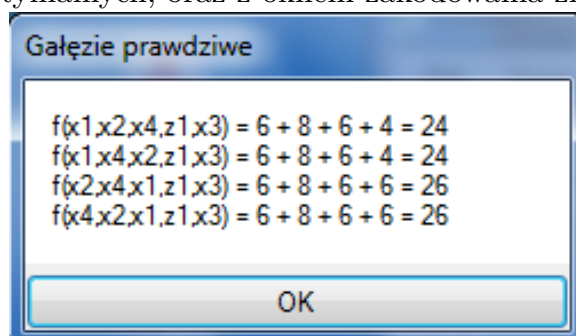 Gałęzie prawdziwe
f(x1,x2,x4,z1,x3) = 6 + 8 + 6 + 4 = 24
f(x1,x4,x2,z1,x3) = 6 + 8 + 6 + 4 = 24
f(x2,x4,x1,z1,x3) = 6 + 8 + 6 + 6 = 26
f(x4,x2,x1,z1,x3) = 6 + 8 + 6 + 6 = 26
OK